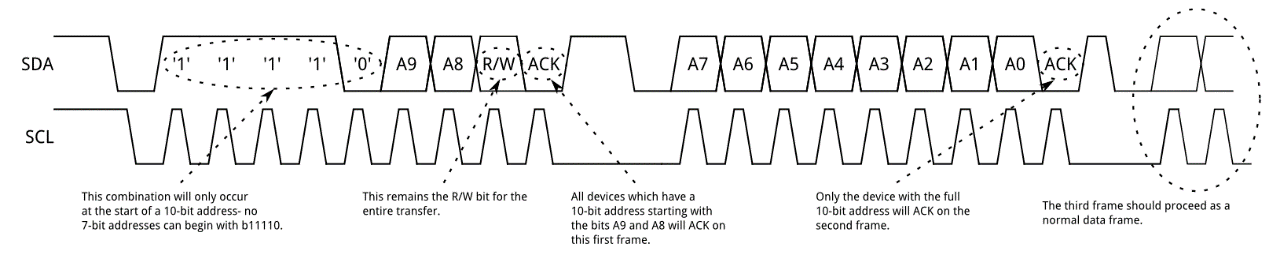 SDA '1' '1' '1' '1' '0' A9 A8 R/W ACK A7 A6 A5 A4 A3 A2 A1 A0 ACK
SCL
This combination will only occur
at the start of a 10-bit address- no
7-bit addresses can begin with b11110.
This remains the R/W bit for the
entire transfer.
All devices which have a
10-bit address starting with
the bits A9 and A8 will ACK on
this first frame.
Only the device with the full
10-bit address will ACK on the
second frame.
The third frame should proceed as a
normal data frame.